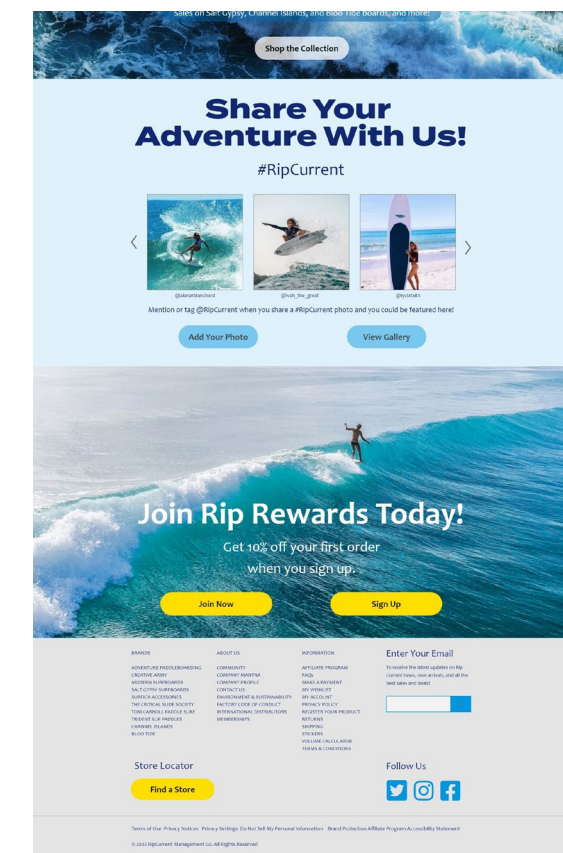 Sales on Salt Gypsy, Channel Islands, and Bloo Tide boards, and more!
Shop the Collection
Share Your
Adventure With Us!
#RipCurrent
@alanarblanchard
@ivah_the_great
@kyliafaith
Mention or tag @RipCurrent when you share a #RipCurrent photo and you could be featured here!
Add Your Photo
View Gallery
Join Rip Rewards Today!
Get 10% off your first order
when you sign up.
Join Now
Sign Up
BRANDS
ADVENTURE PADDLEBOARDING
CREATIVE ARMY
MODERN SURFBOARDS
SALT GYPSY SURFBOARDS
SURFICA ACCESSORIES
THE CRITICAL SLIDE SOCIETY
TOM CARROLL PADDLE SURF
TRIDENT SUP PADDLES
CHANNEL ISLANDS
BLOO TIDE
ABOUT US
COMMUNITY
COMPANY MANTRA
COMPANY PROFILE
CONTACT US
ENVIRONMENT & SUSTAINABILITY
FACTORY CODE OF CONDUCT
INTERNATIONAL DISTRIBUTORS
MEMBERSHIPS
INFORMATION
AFFILIATE PROGRAM
FAQs
MAKE A PAYMENT
MY WISHLIST
MY ACCOUNT
PRIVACY POLICY
REGISTER YOUR PRODUCT
RETURNS
SHIPPING
STICKERS
VOLUME CALCULATOR
TERMS & CONDITIONS
Enter Your Email
To receive the latest updates on Rip
Current news, new arrivals, and all the
best sales and deals!
Store Locator
Find a Store
Follow Us
Terms of Use Privacy Notices Privacy Settings Do Not Sell My Personal Information Brand Protection Affiliate Program Accessibility Statement
© 2022 RipCurrent Management Co. All Rights Reserved